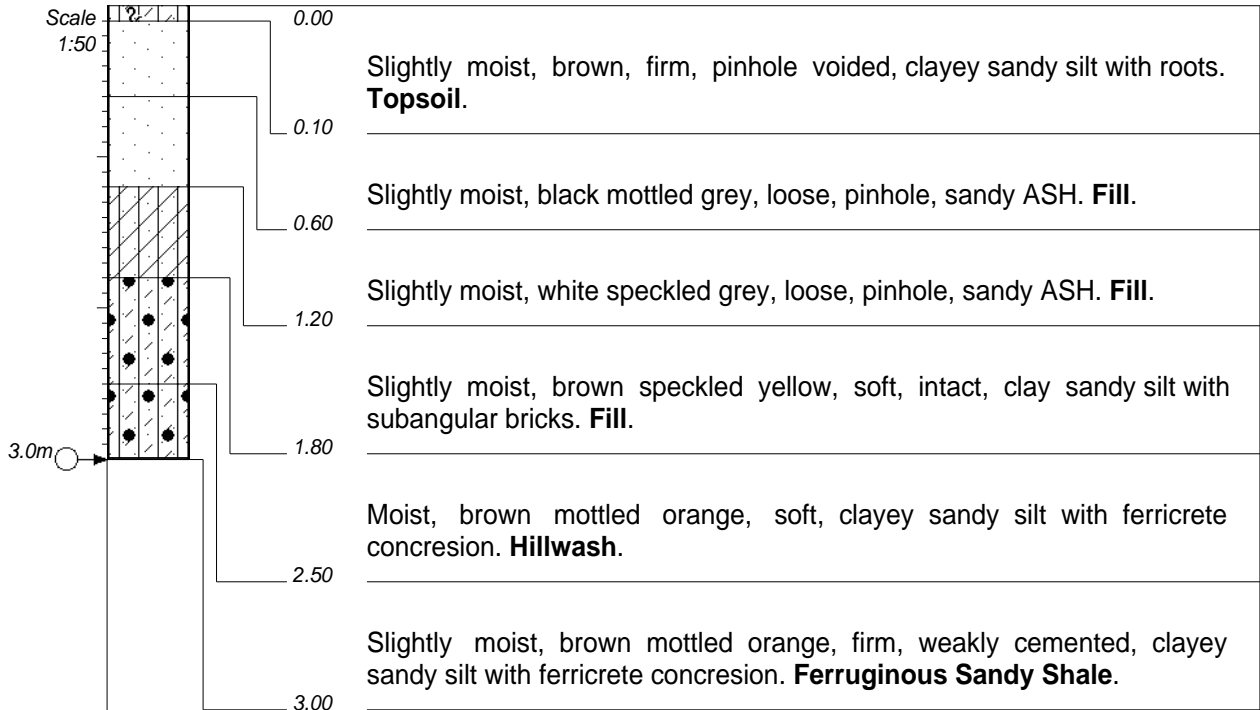 Scale
1:50
0.00
Slightly moist, brown, firm, pinhole voided, clayey sandy silt with roots.
Topsoil.
0.10
Slightly moist, black mottled grey, loose, pinhole, sandy ASH. Fill.
0.60
Slightly moist, white speckled grey, loose, pinhole, sandy ASH. Fill.
1.20
Slightly moist, brown speckled yellow, soft, intact, clay sandy silt with
subangular bricks. Fill.
1.80
3.0m
Moist, brown mottled orange, soft, clayey sandy silt with ferricrete
concresion. Hillwash.
2.50
Slightly moist, brown mottled orange, firm, weakly cemented, clayey
sandy silt with ferricrete concresion. Ferruginous Sandy Shale.
3.00